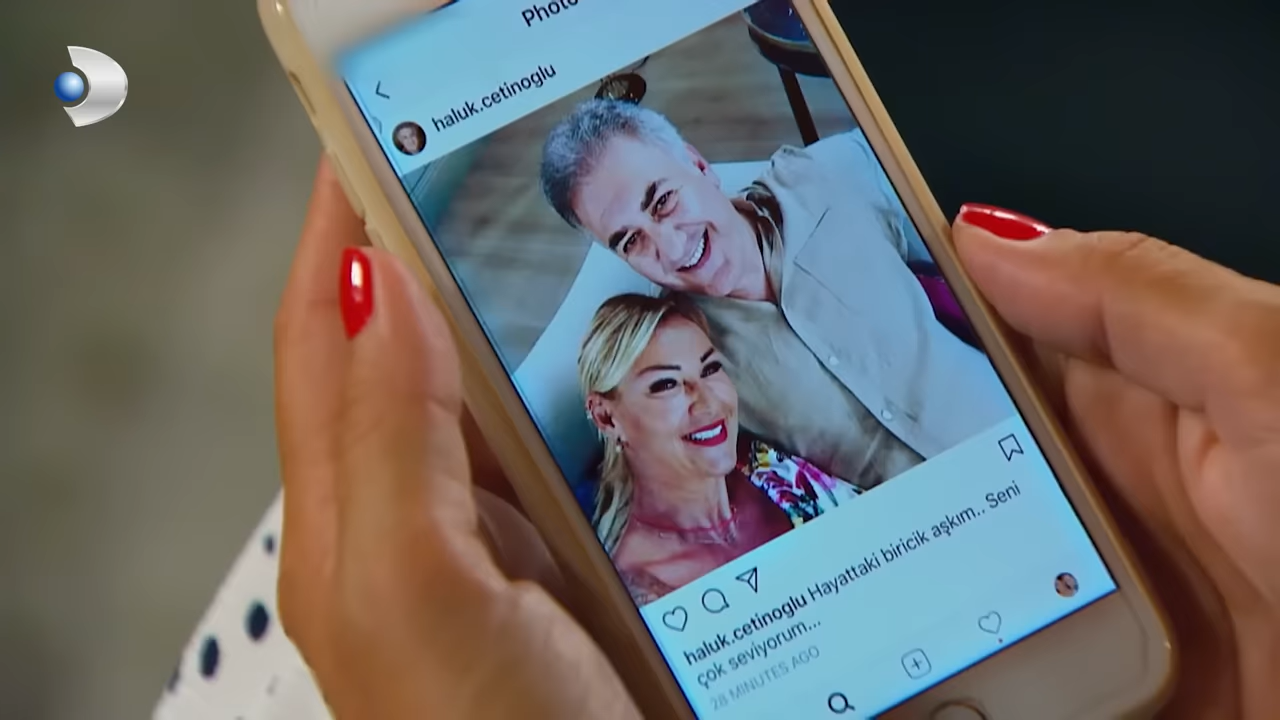 Photo
haluk.cetinoglu
haluk.cetinoglu Hayattaki biricik aşkım.. Seni
çok seviyorum...
28 MINUTES AGO